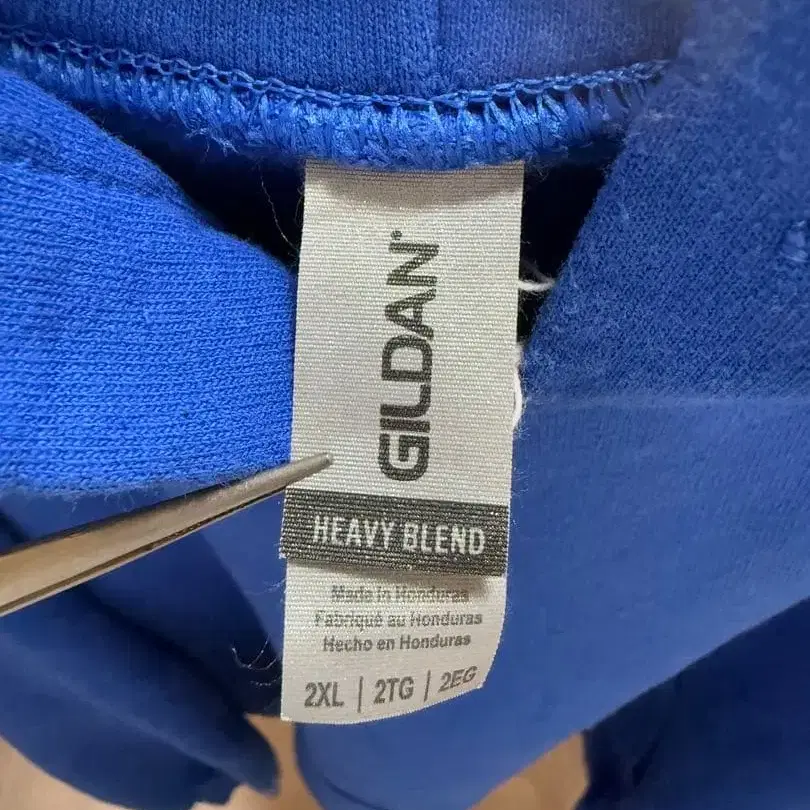 GILDAN®
HEAVY BLEND
Made in Honduras
Fabriqué au Honduras
Hecho en Honduras
2XL | 2TG | 2EG